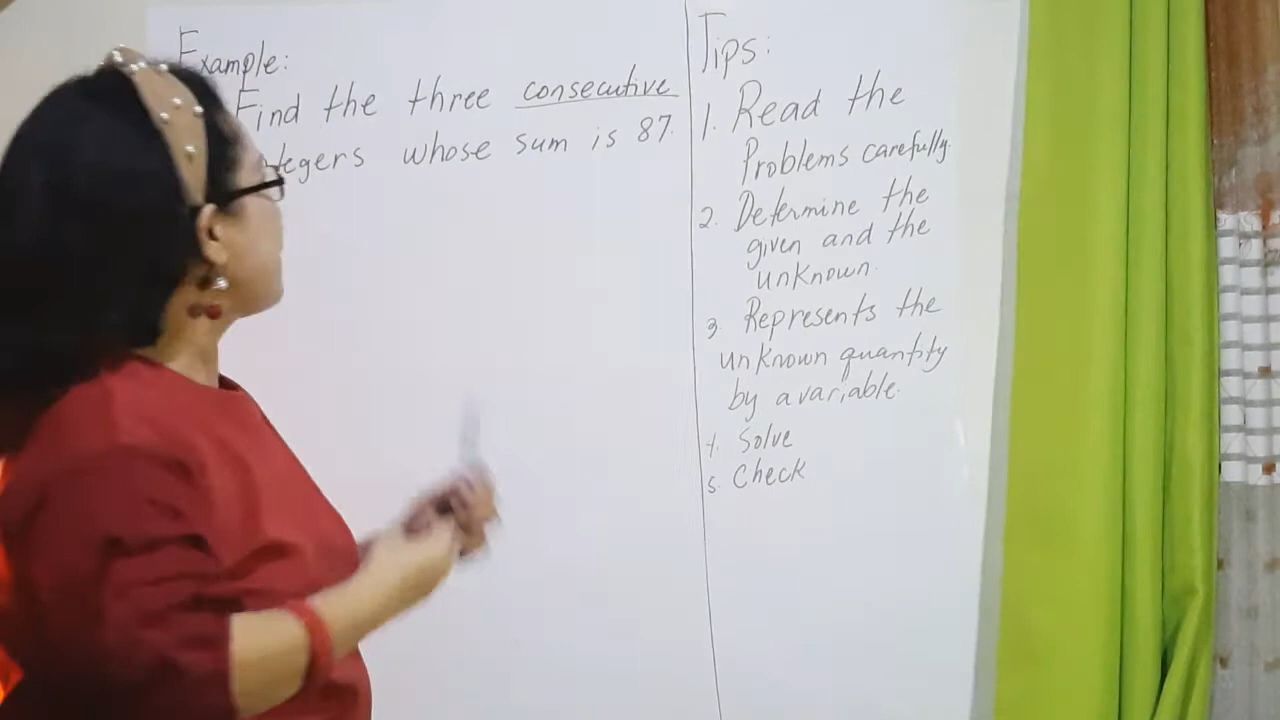 Example:
Find the three consecutive
ntegers whose sum is 87.
Tips:
1. Read the
Problems carefully.
2. Determine the
given and the
unknown.
3. Represents the
unknown quantity
by a variable.
4. Solve
5. Check